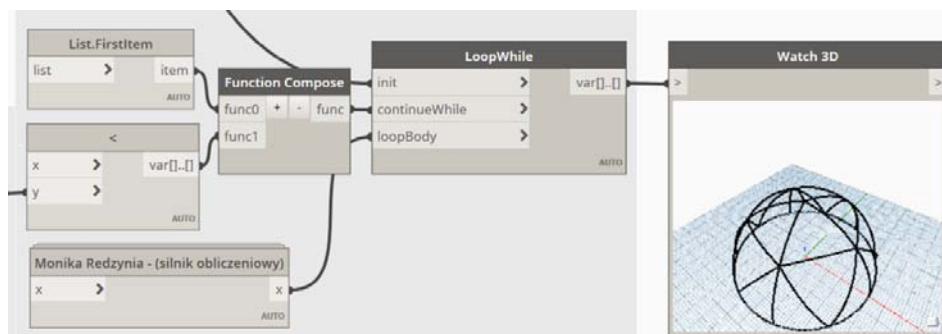 List.FirstItem
list > item
AUTO
<
x > var[]..[]
y >
AUTO
Monika Redzynia - (silnik obliczeniowy)
x > x
AUTO
Function Compose
func0 + - func
func1
LoopWhile
init > var[]..[]
continueWhile >
loopBody >
AUTO
Watch 3D
> >